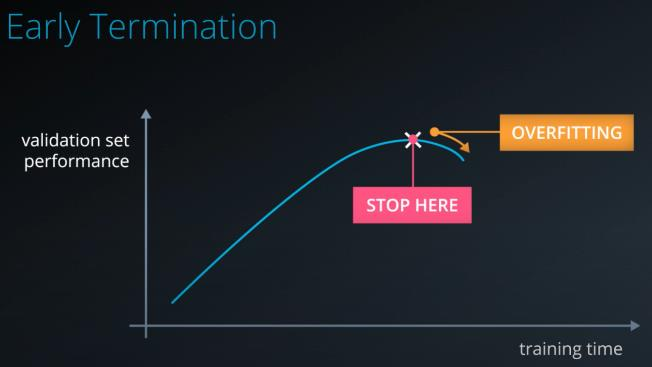 Early Termination
validation set
performance
OVERFITTING
STOP HERE
training time